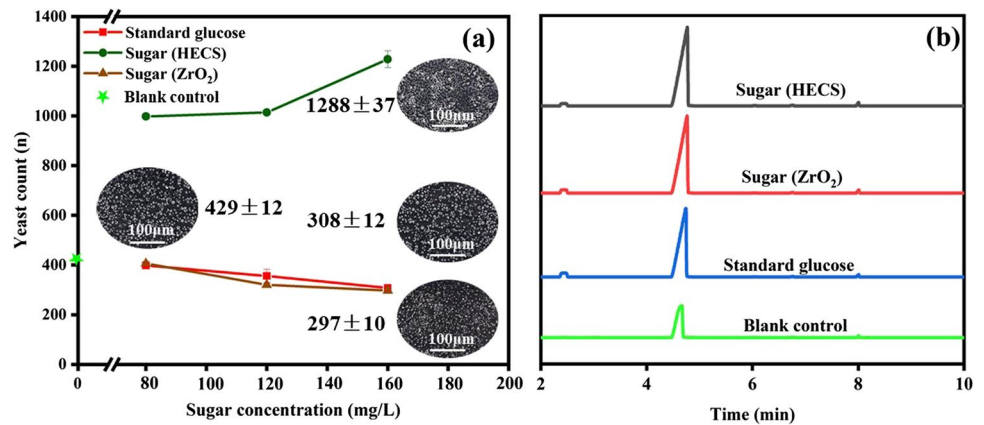 1400
1200
1000
800
600
400
200
0
Yeast count (n)
Standard glucose
Sugar (HECS)
Sugar (ZrO₂)
Blank control
(a)
1288±37
100μm
429±12
100μm
308±12
100μm
297±10
100μm
0 80 100 120 140 160 180 200
Sugar concentration (mg/L)
(b)
Sugar (HECS)
Sugar (ZrO₂)
Standard glucose
Blank control
2 4 6 8 10
Time (min)